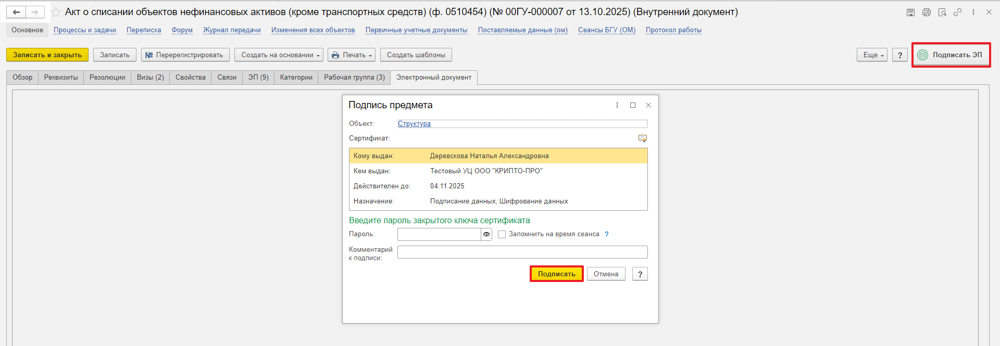 Акт о списании объектов нефинансовых активов (кроме транспортных средств) (ф. 0510454) (№ 00ГУ-000007 от 13.10.2025) (Внутренний документ)
Основное Процессы и задачи Переписка Форум Журнал передачи Изменения всех объектов Первичные учетные документы Поставляемые данные (ом) Сеансы БГУ (ОМ) Протокол работы
Записать и закрыть Записать № Перерегистрировать Создать на основании Печать Создать шаблоны Еще ? Подписать ЭП
Обзор Реквизиты Резолюции Визы (2) Свойства Связи ЭП (9) Категории Рабочая группа (3) Электронный документ
Подпись предмета
Объект: Структура
Сертификат:
Кому выдан: Деревскова Наталья Александровна
Кем выдан: Тестовый УЦ ООО "КРИПТО-ПРО"
Действителен до: 04.11.2025
Назначение: Подписание данных, Шифрование данных
Введите пароль закрытого ключа сертификата
Пароль: Запомнить на время сеанса ?
Комментарий
к подписи:
Подписать Отмена ?